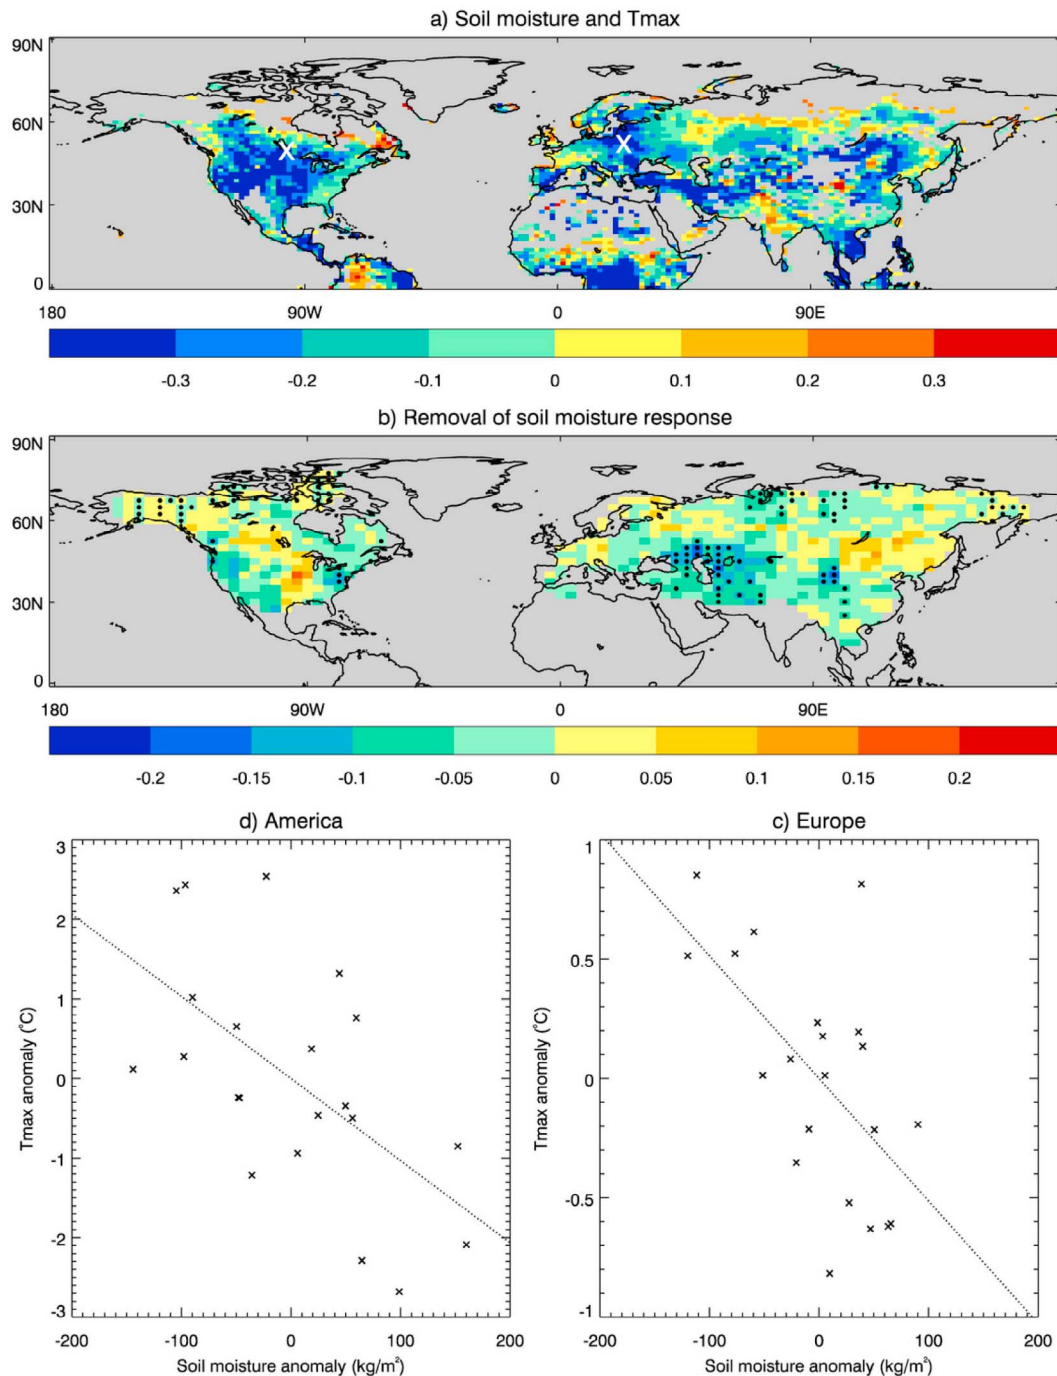 a) Soil moisture and Tmax
90N
60N
30N
0
180 90W 0 90E
X X
-0.3 -0.2 -0.1 0 0.1 0.2 0.3
b) Removal of soil moisture response
90N
60N
30N
0
180 90W 0 90E
-0.2 -0.15 -0.1 -0.05 0 0.05 0.1 0.15 0.2
d) America
3
2
1
0
-1
-2
-3
Tmax anomaly (°C)
-200 -100 0 100 200
Soil moisture anomaly (kg/m²)
c) Europe
1
0.5
0
-0.5
-1
Tmax anomaly (°C)
-200 -100 0 100 200
Soil moisture anomaly (kg/m²)